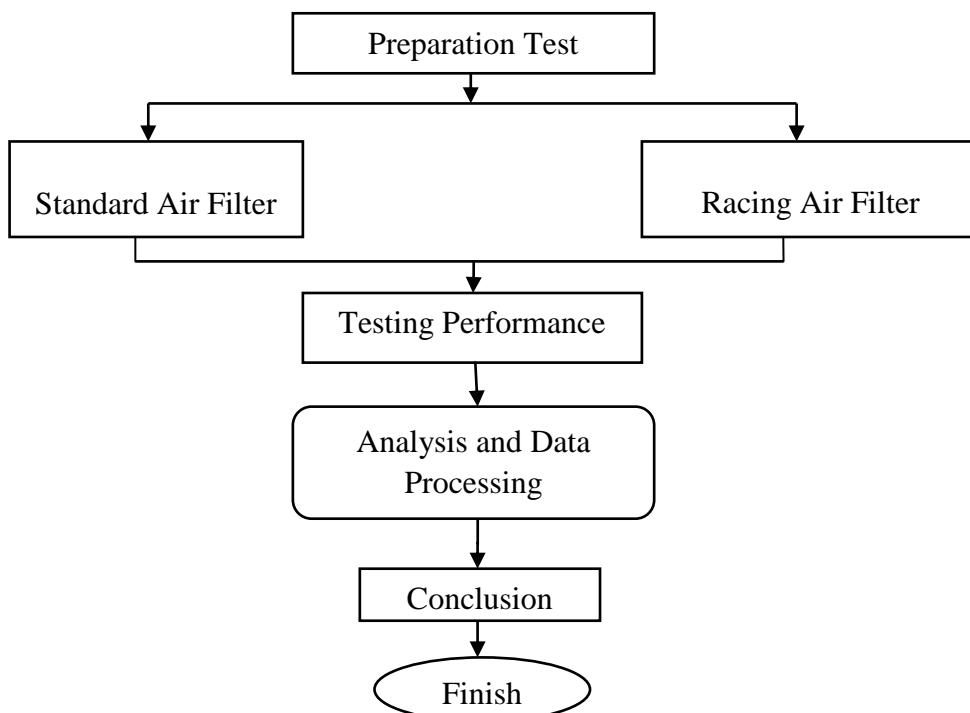 Preparation Test
Standard Air Filter
Racing Air Filter
Testing Performance
Analysis and Data
Processing
Conclusion
Finish